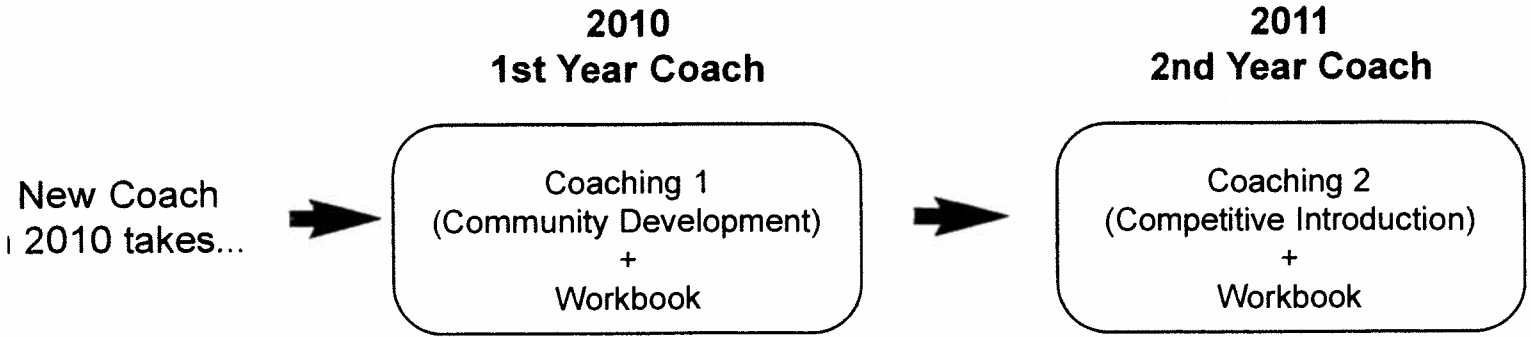 2010
1st Year Coach
2011
2nd Year Coach
New Coach
2010 takes...
Coaching 1
(Community Development)
+
Workbook
Coaching 2
(Competitive Introduction)
+
Workbook